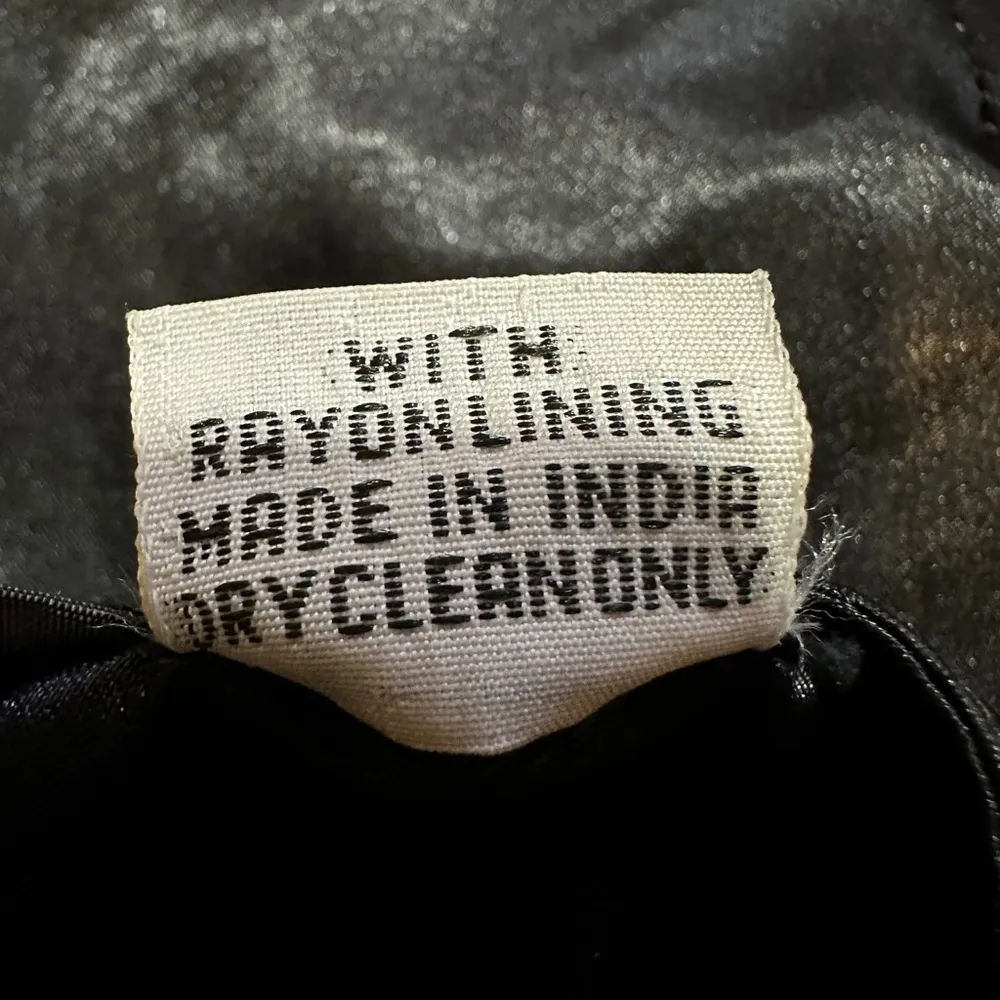 WITH
RAYON LINING
MADE IN INDIA
DRY CLEAN ONLY